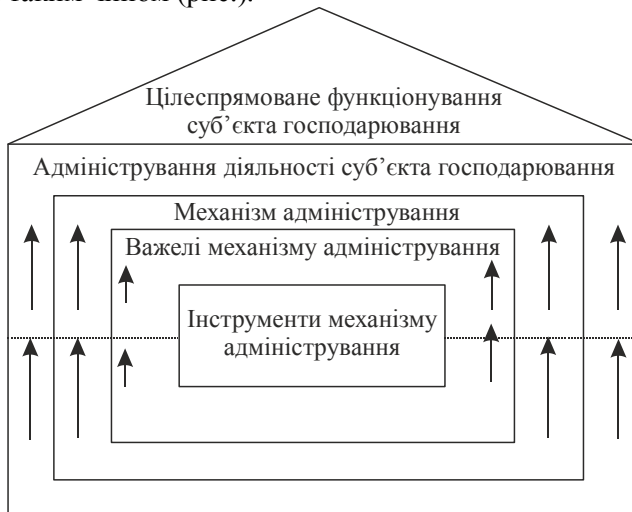 таким чином (рис.).
Цілеспрямоване функціонування
суб’єкта господарювання
Адміністрування діяльності суб’єкта господарювання
Механізм адміністрування
Важелі механізму адміністрування
Інструменти механізму
адміністрування